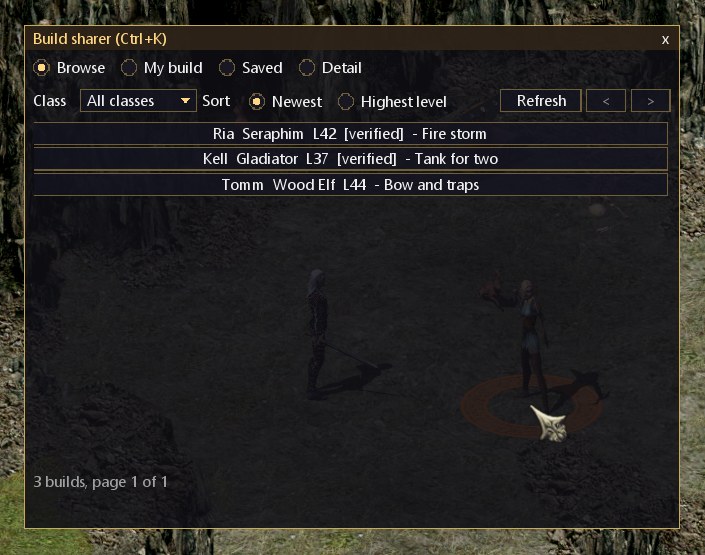 Build sharer (Ctrl+K) x
Browse My build Saved Detail
Class All classes Sort Newest Highest level Refresh < >
Ria Seraphim L42 [verified] - Fire storm
Kell Gladiator L37 [verified] - Tank for two
Tomm Wood Elf L44 - Bow and traps
3 builds, page 1 of 1